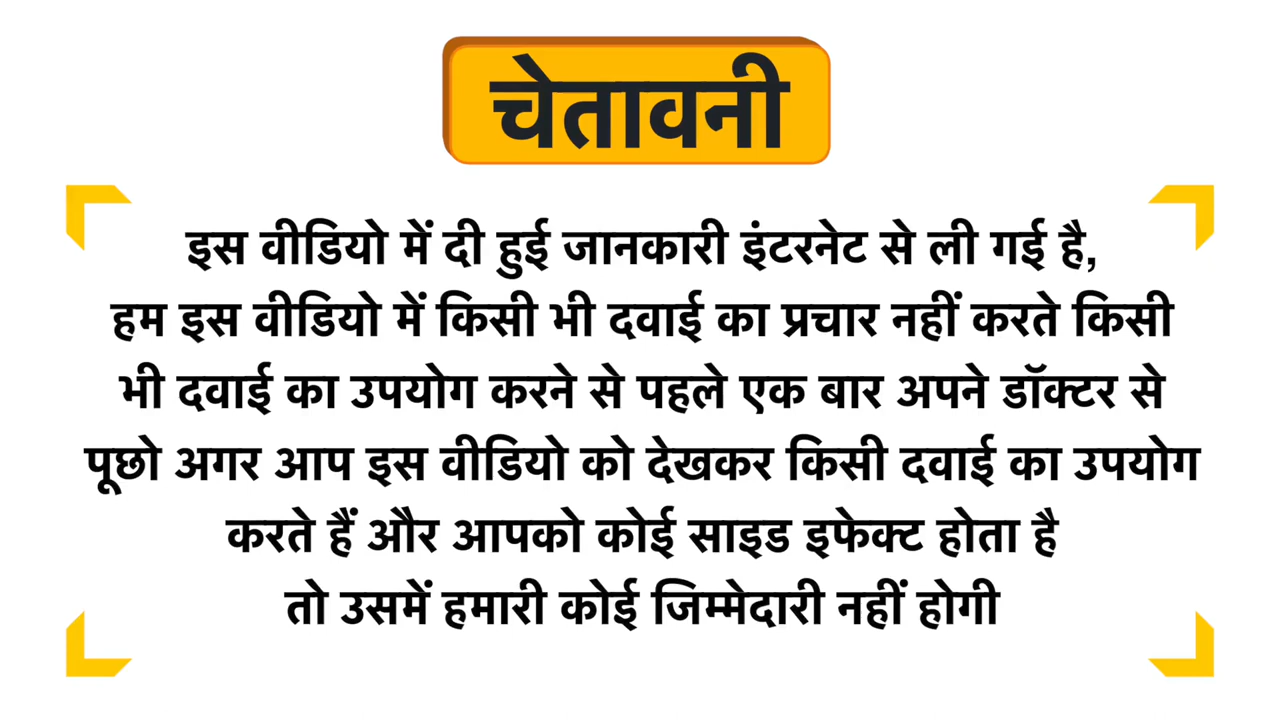 चेतावनी
इस वीडियो में दी हुई जानकारी इंटरनेट से ली गई है,
हम इस वीडियो में किसी भी दवाई का प्रचार नहीं करते किसी
भी दवाई का उपयोग करने से पहले एक बार अपने डॉक्टर से
पूछो अगर आप इस वीडियो को देखकर किसी दवाई का उपयोग
करते हैं और आपको कोई साइड इफेक्ट होता है
तो उसमें हमारी कोई जिम्मेदारी नहीं होगी